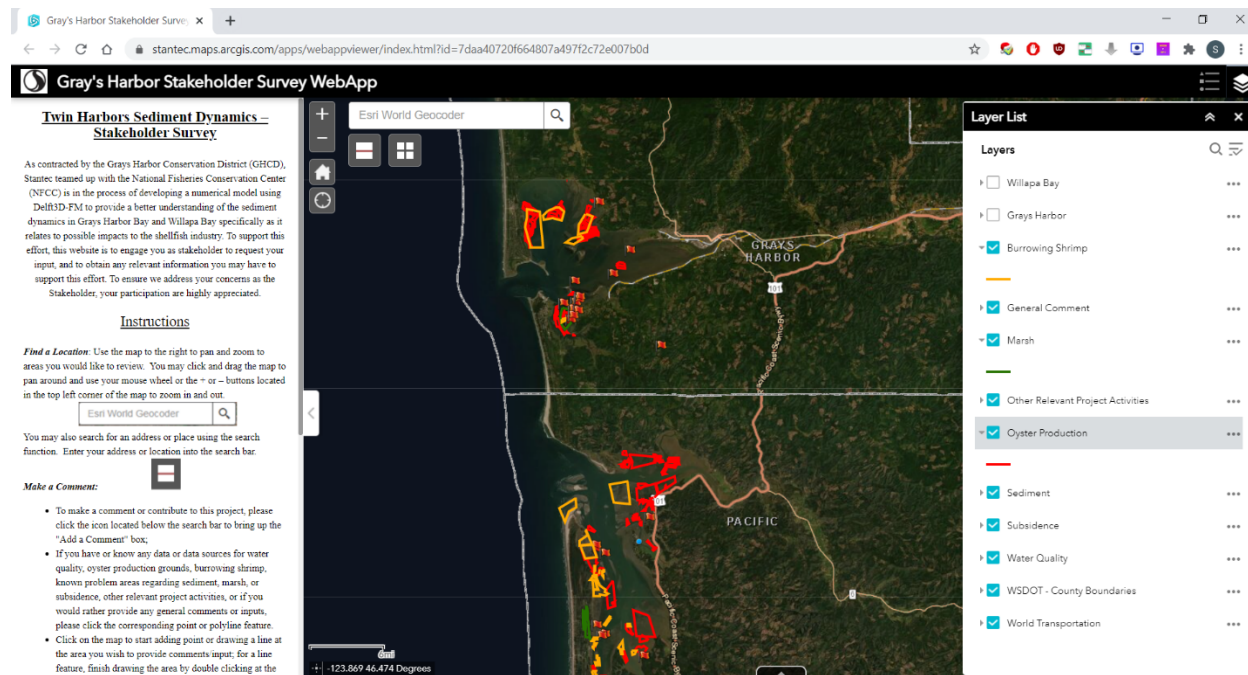 Gray's Harbor Stakeholder Surve
stantec.maps.arcgis.com/apps/webappviewer/index.html?id=7daa40720f664807a497f2c72e007b0d
S
Gray's Harbor Stakeholder Survey WebApp
Twin Harbors Sediment Dynamics –
Stakeholder Survey
As contracted by the Grays Harbor Conservation District (GHCD),
Stantec teamed up with the National Fisheries Conservation Center
(NFCC) is in the process of developing a numerical model using
Delft3D-FM to provide a better understanding of the sediment
dynamics in Grays Harbor Bay and Willapa Bay specifically as it
relates to possible impacts to the shellfish industry. To support this
effort, this website is to engage you as stakeholder to request your
input, and to obtain any relevant information you may have to
support this effort. To ensure we address your concerns as the
Stakeholder, your participation are highly appreciated.
Instructions
Find a Location: Use the map to the right to pan and zoom to
areas you would like to review. You may click and drag the map to
pan around and use your mouse wheel or the + or – buttons located
in the top left corner of the map to zoom in and out.
Esri World Geocoder
You may also search for an address or place using the search
function. Enter your address or location into the search bar.
Make a Comment:
• To make a comment or contribute to this project, please
click the icon located below the search bar to bring up the
"Add a Comment" box;
• If you have or know any data or data sources for water
quality, oyster production grounds, burrowing shrimp,
known problem areas regarding sediment, marsh, or
subsidence, other relevant project activities, or if you
would rather provide any general comments or inputs,
please click the corresponding point or polyline feature.
• Click on the map to start adding point or drawing a line at
the area you wish to provide comments/input; for a line
feature, finish drawing the area by double clicking at the
Esri World Geocoder
GRAYS
HARBOR
101
Pacific Coast Scenic Byway
101
PACIFIC
6
Pacific Coast Scenic
6mi
-123.869 46.474 Degrees
Layer List
Layers
Willapa Bay
Grays Harbor
Burrowing Shrimp
General Comment
Marsh
Other Relevant Project Activities
Oyster Production
Sediment
Subsidence
Water Quality
WSDOT - County Boundaries
World Transportation